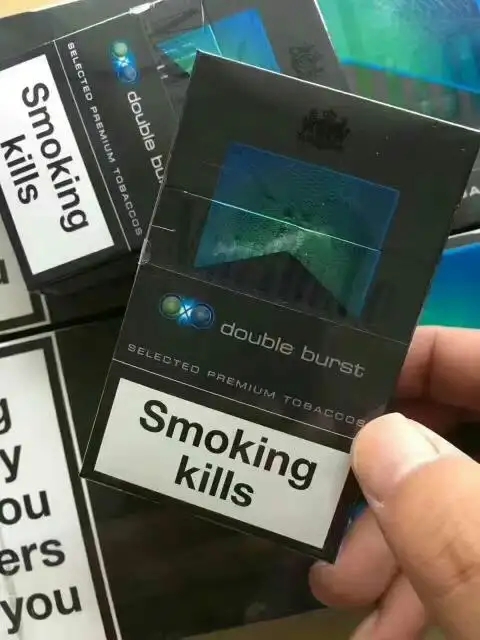 Smoking
kills
double bu
SELECTED PREMIUM TOBACCOS
double burst
SELECTED PREMIUM TOBACCOS
Smoking
kills
g
y
ou
ers
you